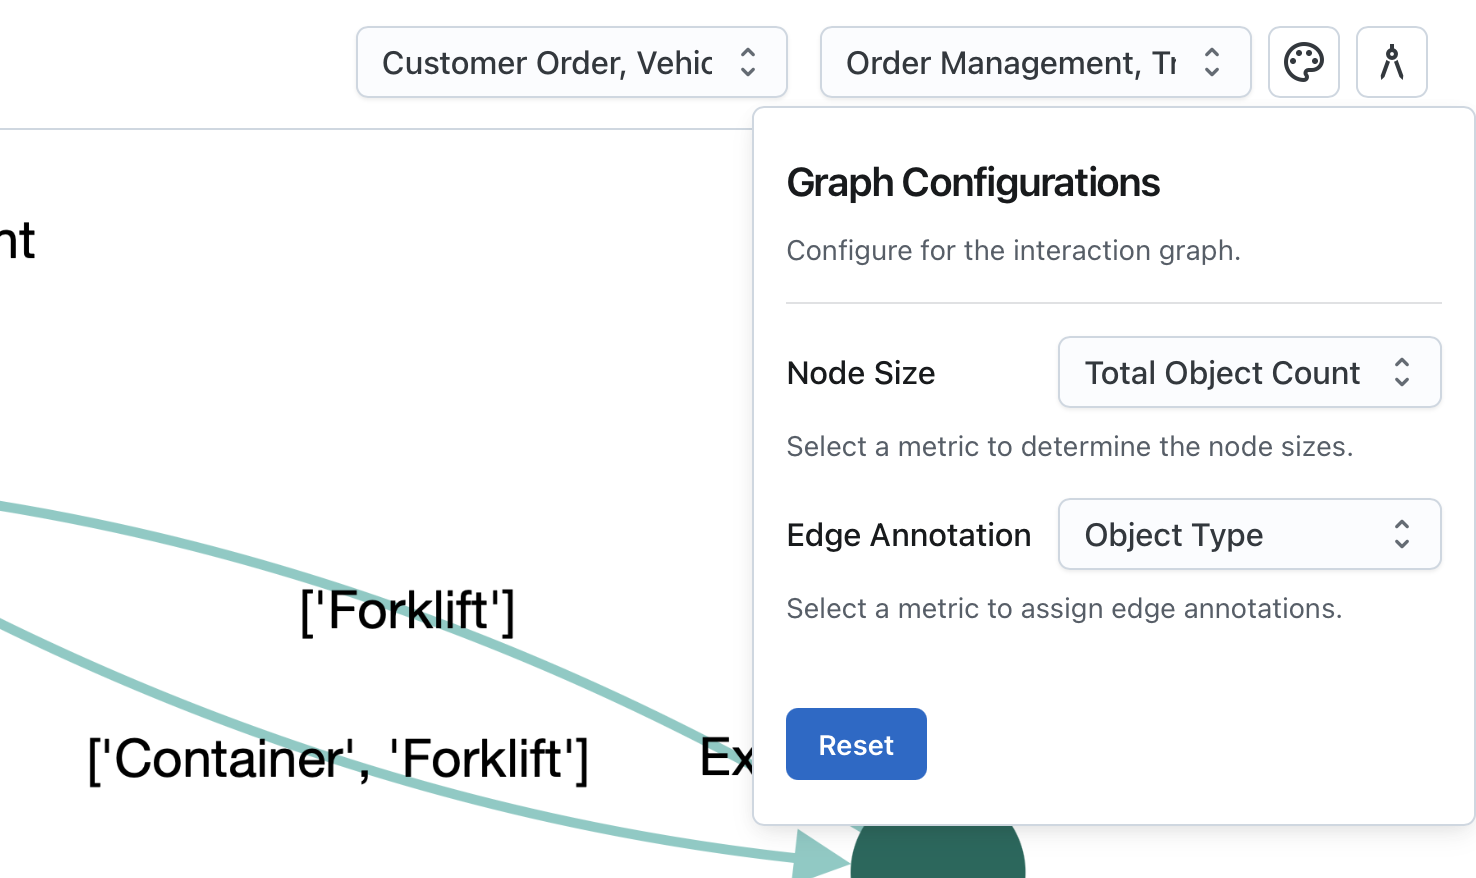 Customer Order, Vehic
Order Management, Tr
Graph Configurations
Configure for the interaction graph.
Node Size
Total Object Count
Select a metric to determine the node sizes.
Edge Annotation
Object Type
Select a metric to assign edge annotations.
Reset
nt
['Forklift']
['Container', 'Forklift']
Ex